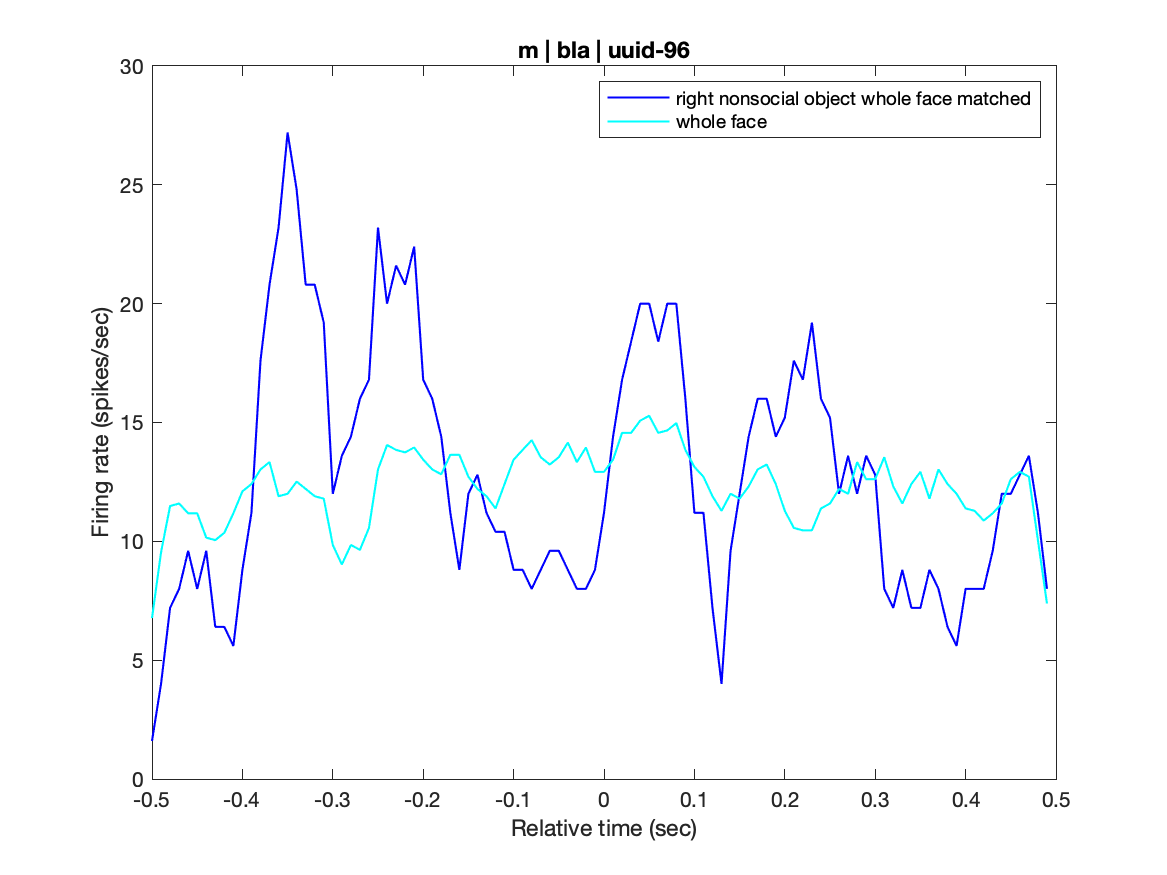 m | bla | uuid-96
right nonsocial object whole face matched
whole face
Firing rate (spikes/sec)
30
25
20
15
10
5
0
-0.5 -0.4 -0.3 -0.2 -0.1 0 0.1 0.2 0.3 0.4 0.5
Relative time (sec)